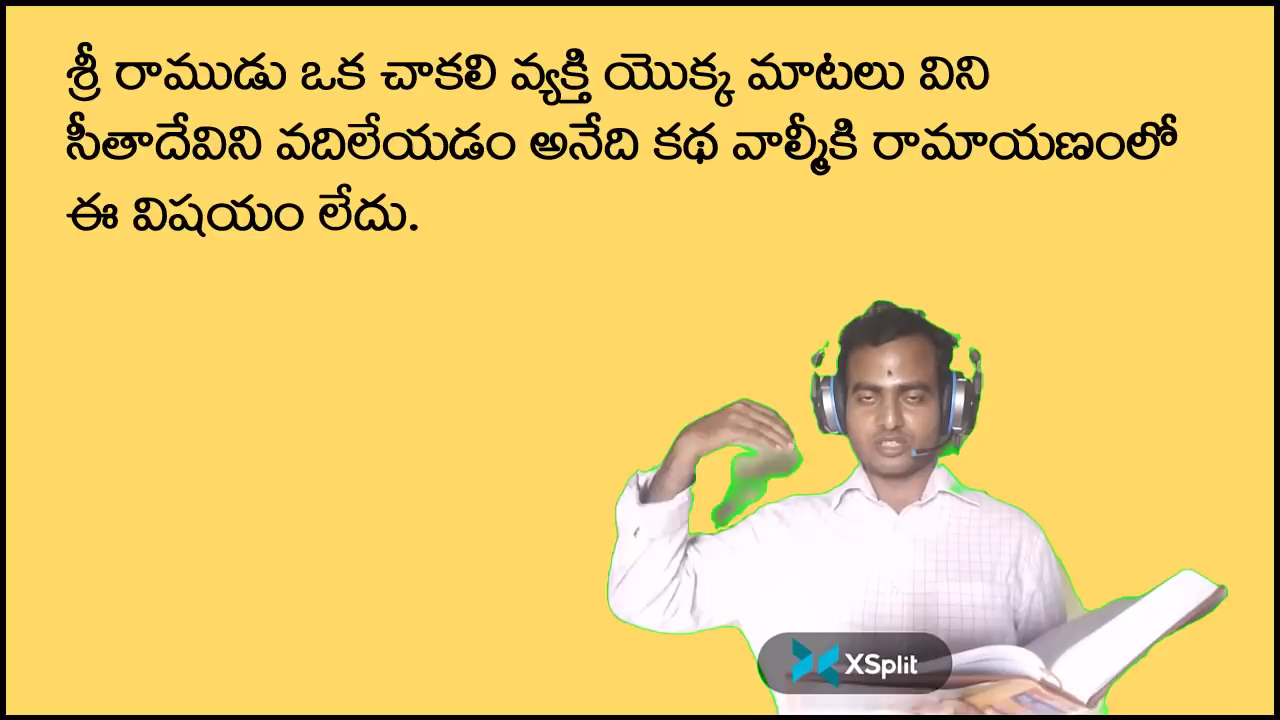 శ్రీ రాముడు ఒక చాకలి వ్యక్తి యొక్క మాటలు విని
సీతాదేవిని వదిలేయడం అనేది కథ వాల్మీకి రామాయణంలో
ఈ విషయం లేదు.
XSplit